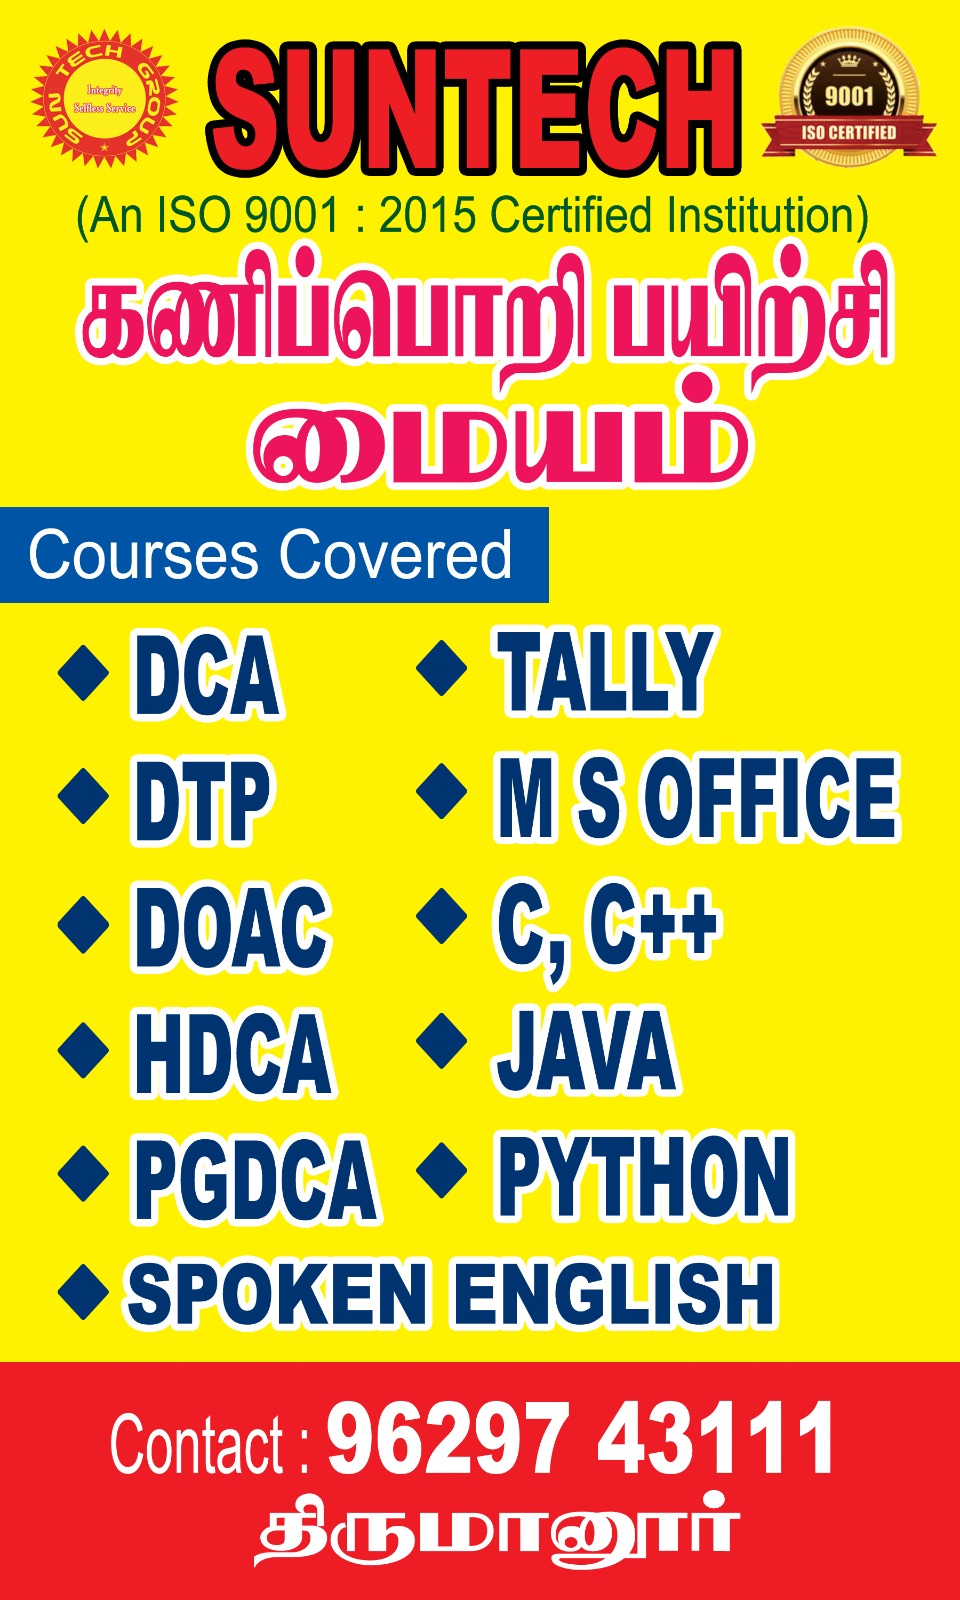 SUN TECH GROUP
Integrity
Selfless Service
SUNTECH
9001
ISO CERTIFIED
(An ISO 9001 : 2015 Certified Institution)
கணிப்பொறி பயிற்சி
மையம்
Courses Covered
DCA
TALLY
DTP
M S OFFICE
DOAC
C, C++
HDCA
JAVA
PGDCA
PYTHON
SPOKEN ENGLISH
Contact : 96297 43111
திருமானூர்